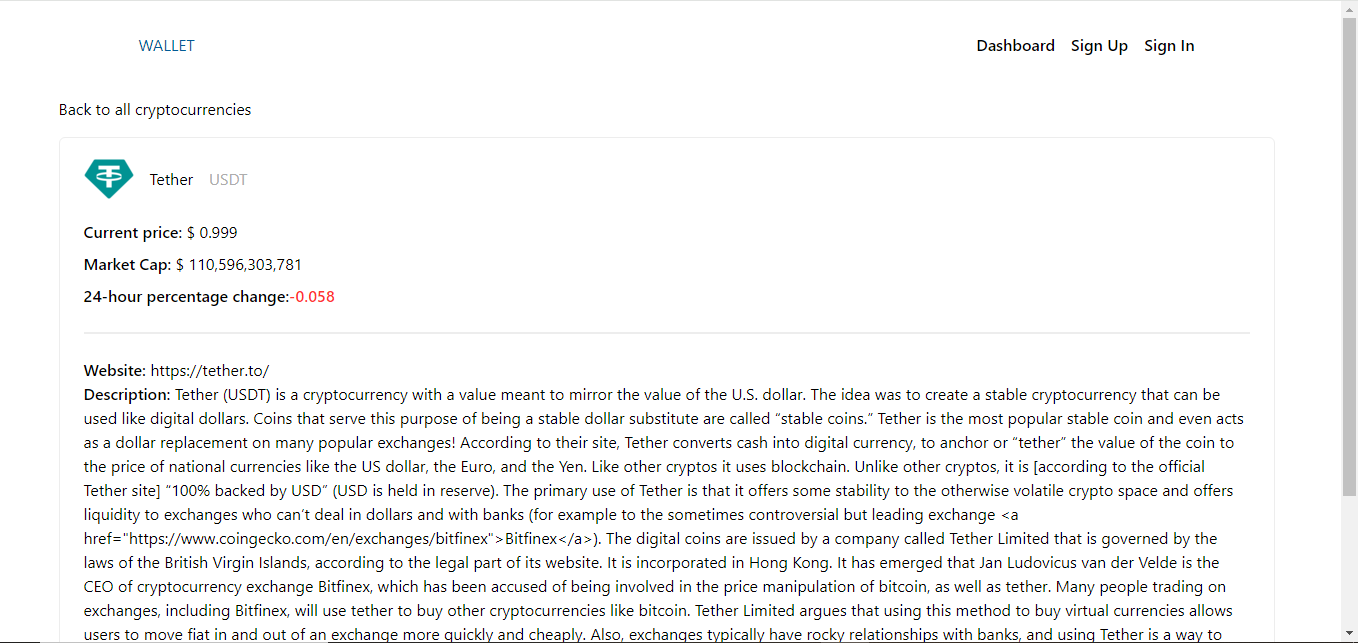 WALLET
Dashboard Sign Up Sign In
Back to all cryptocurrencies
Tether USDT
Current price: $ 0.999
Market Cap: $ 110,596,303,781
24-hour percentage change:-0.058
Website: https://tether.to/
Description: Tether (USDT) is a cryptocurrency with a value meant to mirror the value of the U.S. dollar. The idea was to create a stable cryptocurrency that can be
used like digital dollars. Coins that serve this purpose of being a stable dollar substitute are called “stable coins.” Tether is the most popular stable coin and even acts
as a dollar replacement on many popular exchanges! According to their site, Tether converts cash into digital currency, to anchor or “tether” the value of the coin to
the price of national currencies like the US dollar, the Euro, and the Yen. Like other cryptos it uses blockchain. Unlike other cryptos, it is [according to the official
Tether site] “100% backed by USD” (USD is held in reserve). The primary use of Tether is that it offers some stability to the otherwise volatile crypto space and offers
liquidity to exchanges who can’t deal in dollars and with banks (for example to the sometimes controversial but leading exchange <a
href="https://www.coingecko.com/en/exchanges/bitfinex">Bitfinex</a>). The digital coins are issued by a company called Tether Limited that is governed by the
laws of the British Virgin Islands, according to the legal part of its website. It is incorporated in Hong Kong. It has emerged that Jan Ludovicus van der Velde is the
CEO of cryptocurrency exchange Bitfinex, which has been accused of being involved in the price manipulation of bitcoin, as well as tether. Many people trading on
exchanges, including Bitfinex, will use tether to buy other cryptocurrencies like bitcoin. Tether Limited argues that using this method to buy virtual currencies allows
users to move fiat in and out of an exchange more quickly and cheaply. Also, exchanges typically have rocky relationships with banks, and using Tether is a way to